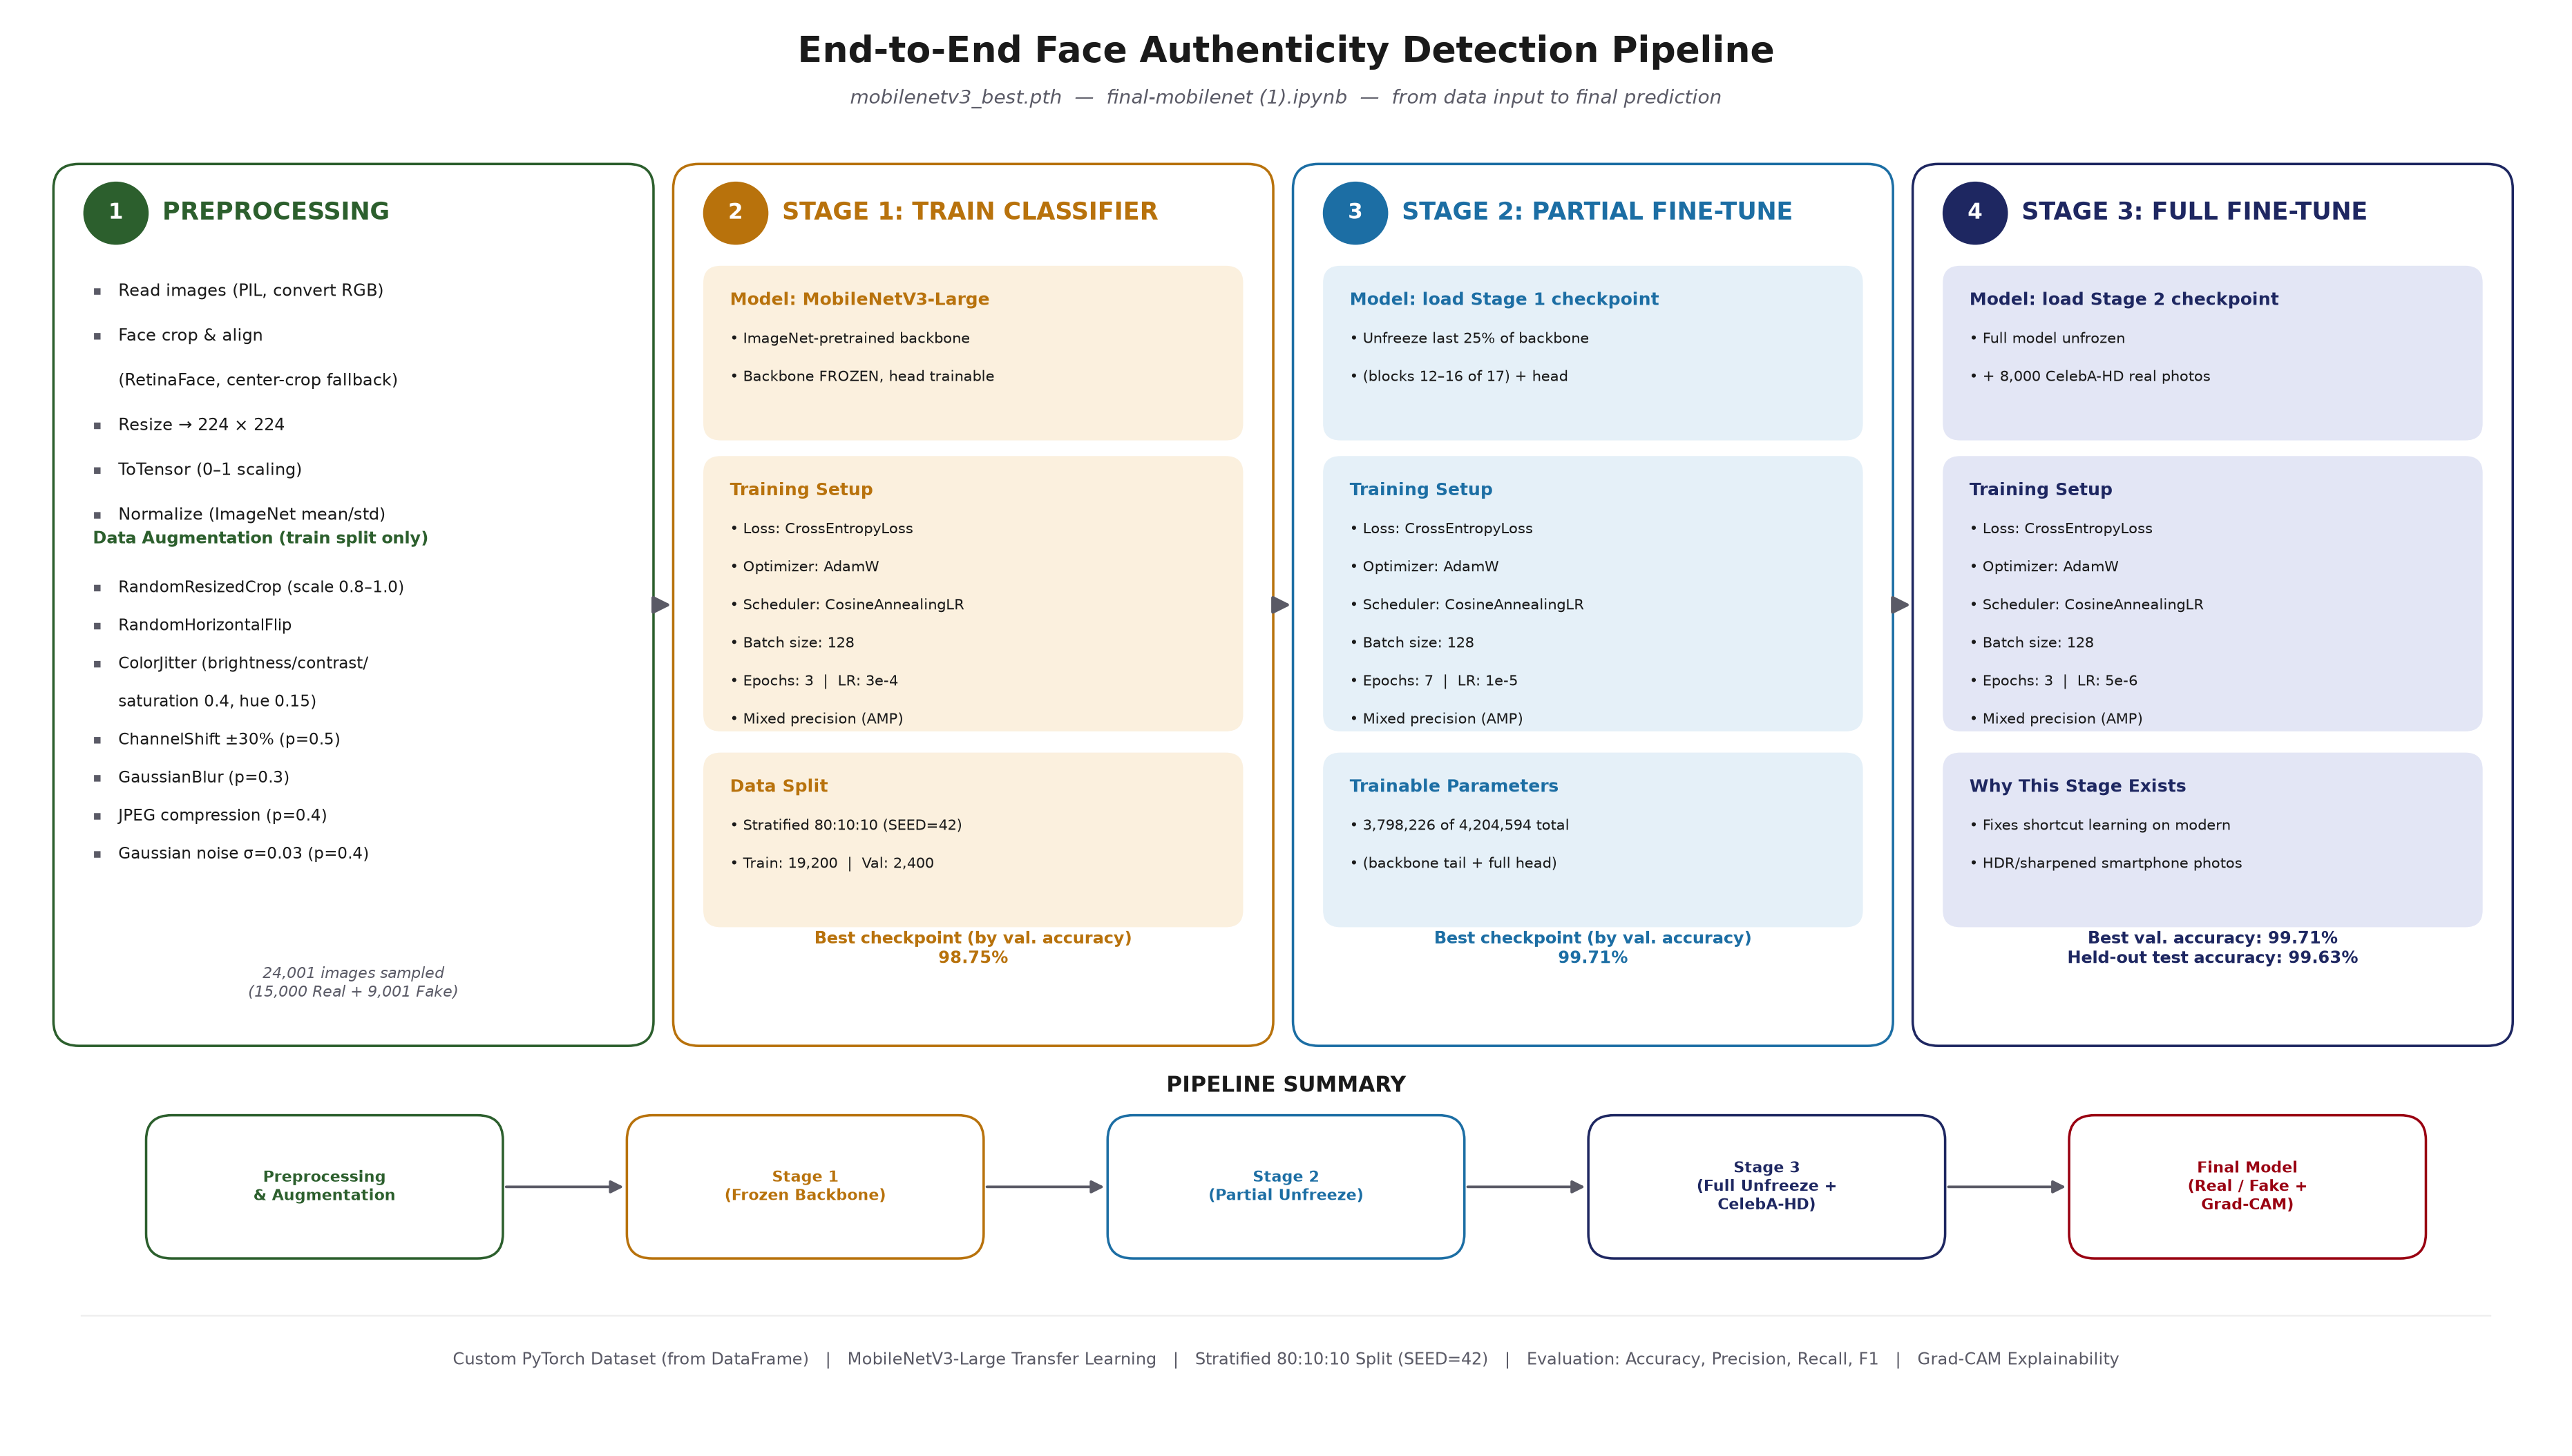 End-to-End Face Authenticity Detection Pipeline
mobilenetv3_best.pth — final-mobilenet (1).ipynb — from data input to final prediction
1 PREPROCESSING
▪ Read images (PIL, convert RGB)
▪ Face crop & align
(RetinaFace, center-crop fallback)
▪ Resize → 224 × 224
▪ ToTensor (0–1 scaling)
▪ Normalize (ImageNet mean/std)
Data Augmentation (train split only)
▪ RandomResizedCrop (scale 0.8–1.0)
▪ RandomHorizontalFlip
▪ ColorJitter (brightness/contrast/
saturation 0.4, hue 0.15)
▪ ChannelShift ±30% (p=0.5)
▪ GaussianBlur (p=0.3)
▪ JPEG compression (p=0.4)
▪ Gaussian noise σ=0.03 (p=0.4)
24,001 images sampled
(15,000 Real + 9,001 Fake)
2 STAGE 1: TRAIN CLASSIFIER
Model: MobileNetV3-Large
• ImageNet-pretrained backbone
• Backbone FROZEN, head trainable
Training Setup
• Loss: CrossEntropyLoss
• Optimizer: AdamW
• Scheduler: CosineAnnealingLR
• Batch size: 128
• Epochs: 3 | LR: 3e-4
• Mixed precision (AMP)
Data Split
• Stratified 80:10:10 (SEED=42)
• Train: 19,200 | Val: 2,400
Best checkpoint (by val. accuracy)
98.75%
3 STAGE 2: PARTIAL FINE-TUNE
Model: load Stage 1 checkpoint
• Unfreeze last 25% of backbone
• (blocks 12–16 of 17) + head
Training Setup
• Loss: CrossEntropyLoss
• Optimizer: AdamW
• Scheduler: CosineAnnealingLR
• Batch size: 128
• Epochs: 7 | LR: 1e-5
• Mixed precision (AMP)
Trainable Parameters
• 3,798,226 of 4,204,594 total
• (backbone tail + full head)
Best checkpoint (by val. accuracy)
99.71%
4 STAGE 3: FULL FINE-TUNE
Model: load Stage 2 checkpoint
• Full model unfrozen
• + 8,000 CelebA-HD real photos
Training Setup
• Loss: CrossEntropyLoss
• Optimizer: AdamW
• Scheduler: CosineAnnealingLR
• Batch size: 128
• Epochs: 3 | LR: 5e-6
• Mixed precision (AMP)
Why This Stage Exists
• Fixes shortcut learning on modern
• HDR/sharpened smartphone photos
Best val. accuracy: 99.71%
Held-out test accuracy: 99.63%
PIPELINE SUMMARY
Preprocessing
& Augmentation
Stage 1
(Frozen Backbone)
Stage 2
(Partial Unfreeze)
Stage 3
(Full Unfreeze +
CelebA-HD)
Final Model
(Real / Fake +
Grad-CAM)
Custom PyTorch Dataset (from DataFrame) | MobileNetV3-Large Transfer Learning | Stratified 80:10:10 Split (SEED=42) | Evaluation: Accuracy, Precision, Recall, F1 | Grad-CAM Explainability